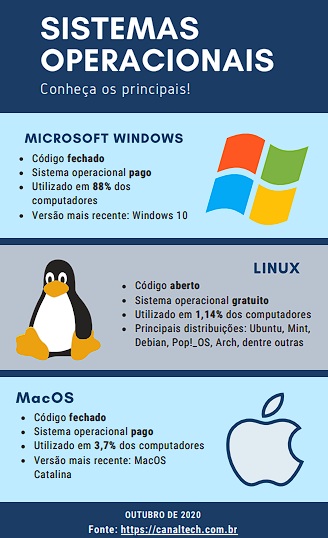 SISTEMAS
OPERACIONAIS
Conheça os principais!
MICROSOFT WINDOWS
• Código fechado
• Sistema operacional pago
• Utilizado em 88% dos
computadores
• Versão mais recente: Windows 10
LINUX
• Código aberto
• Sistema operacional gratuito
• Utilizado em 1,14% dos computadores
• Principais distribuições: Ubuntu, Mint,
Debian, Pop!_OS, Arch, dentre outras
MacOS
• Código fechado
• Sistema operacional pago
• Utilizado em 3,7% dos computadores
• Versão mais recente: MacOS
Catalina
OUTUBRO DE 2020
Fonte: https://canaltech.com.br